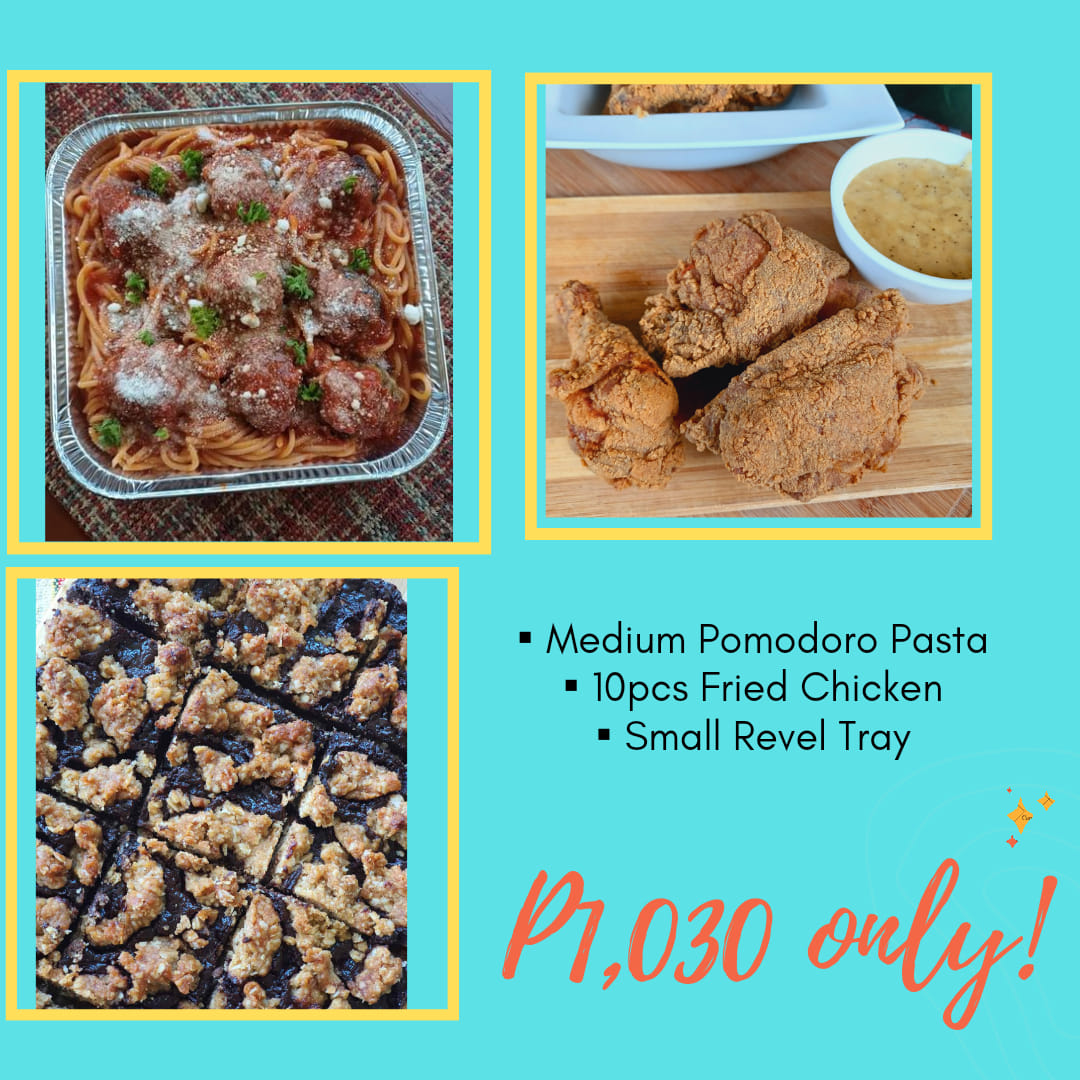 ▪ Medium Pomodoro Pasta
▪ 10pcs Fried Chicken
▪ Small Revel Tray
P1,030 only!